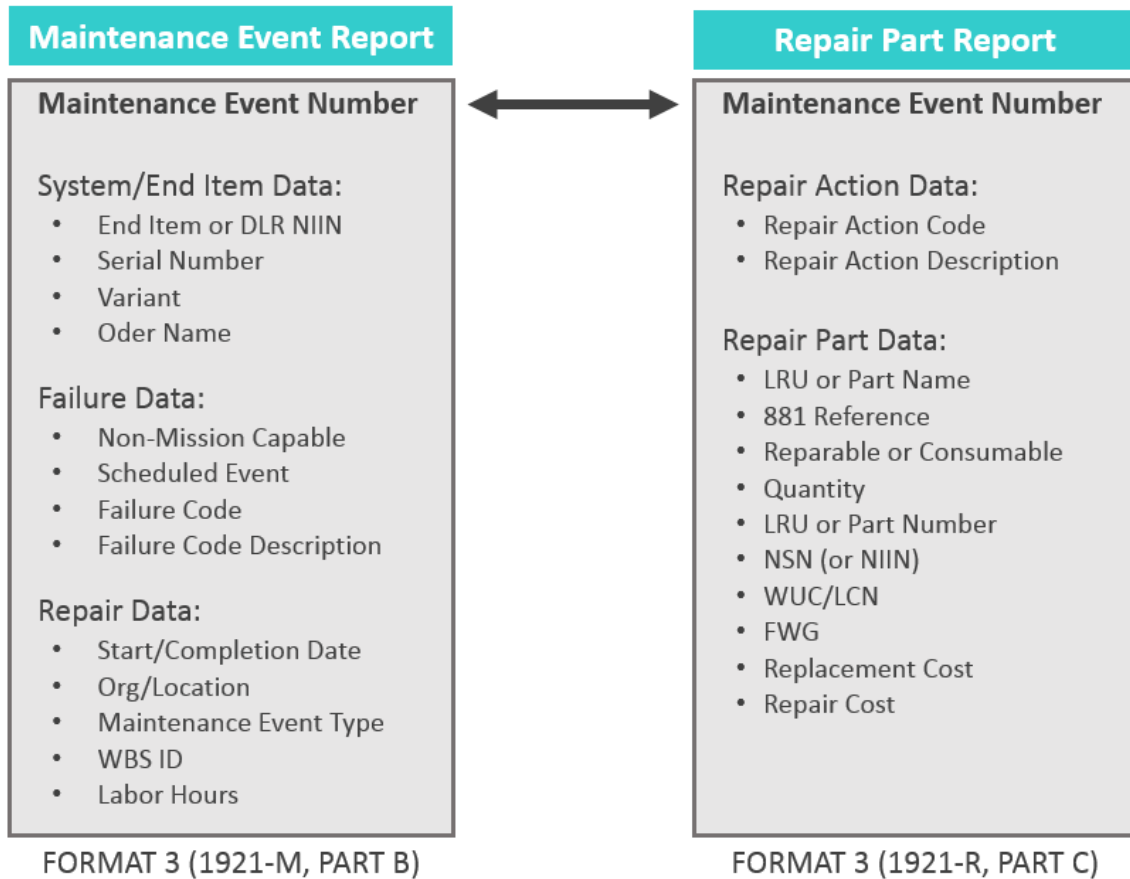 Maintenance Event Report
Maintenance Event Number
System/End Item Data:
• End Item or DLR NIIN
• Serial Number
• Variant
• Oder Name
Failure Data:
• Non-Mission Capable
• Scheduled Event
• Failure Code
• Failure Code Description
Repair Data:
• Start/Completion Date
• Org/Location
• Maintenance Event Type
• WBS ID
• Labor Hours
FORMAT 3 (1921-M, PART B)
Repair Part Report
Maintenance Event Number
Repair Action Data:
• Repair Action Code
• Repair Action Description
Repair Part Data:
• LRU or Part Name
• 881 Reference
• Reparable or Consumable
• Quantity
• LRU or Part Number
• NSN (or NIIN)
• WUC/LCN
• FWG
• Replacement Cost
• Repair Cost
FORMAT 3 (1921-R, PART C)